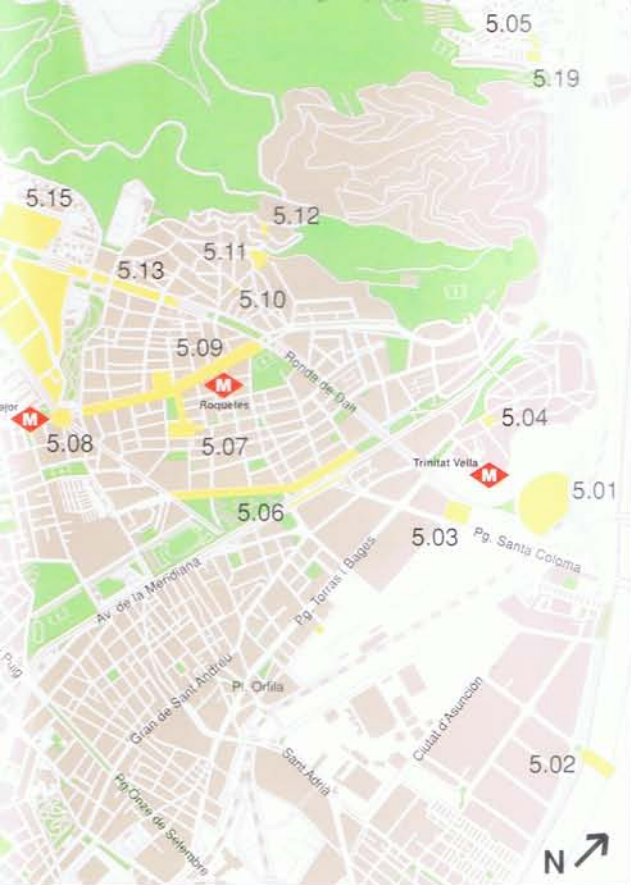 5.05
5.19
5.15
5.12
5.11
5.13
5.10
5.09
Ronda de Dalt
M
Roquetes
M
5.08
5.07
5.04
Trinitat Vella
M
5.01
5.06
5.03
Pg. Santa Coloma
Av. de la Meridiana
Pg. Torras i Bages
Puig
Gran de Sant Andreu
Pl. Orfila
Ciutat d'Asuncion
Sant Adrià
5.02
Pg. Onze de Setembre
N